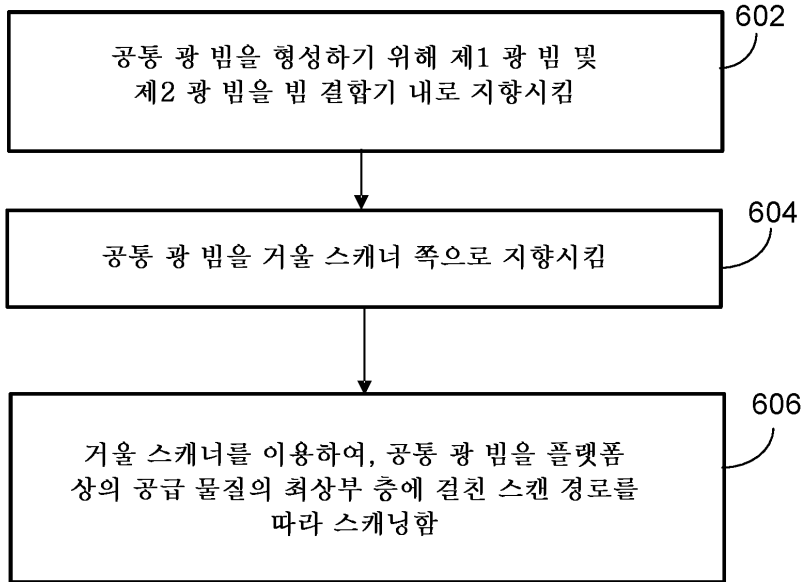 공통 광 빔을 형성하기 위해 제1 광 빔 및
제2 광 빔을 빔 결합기 내로 지향시킴
602
공통 광 빔을 거울 스캐너 쪽으로 지향시킴
604
거울 스캐너를 이용하여, 공통 광 빔을 플랫폼
상의 공급 물질의 최상부 층에 걸친 스캔 경로를
따라 스캐닝함
606